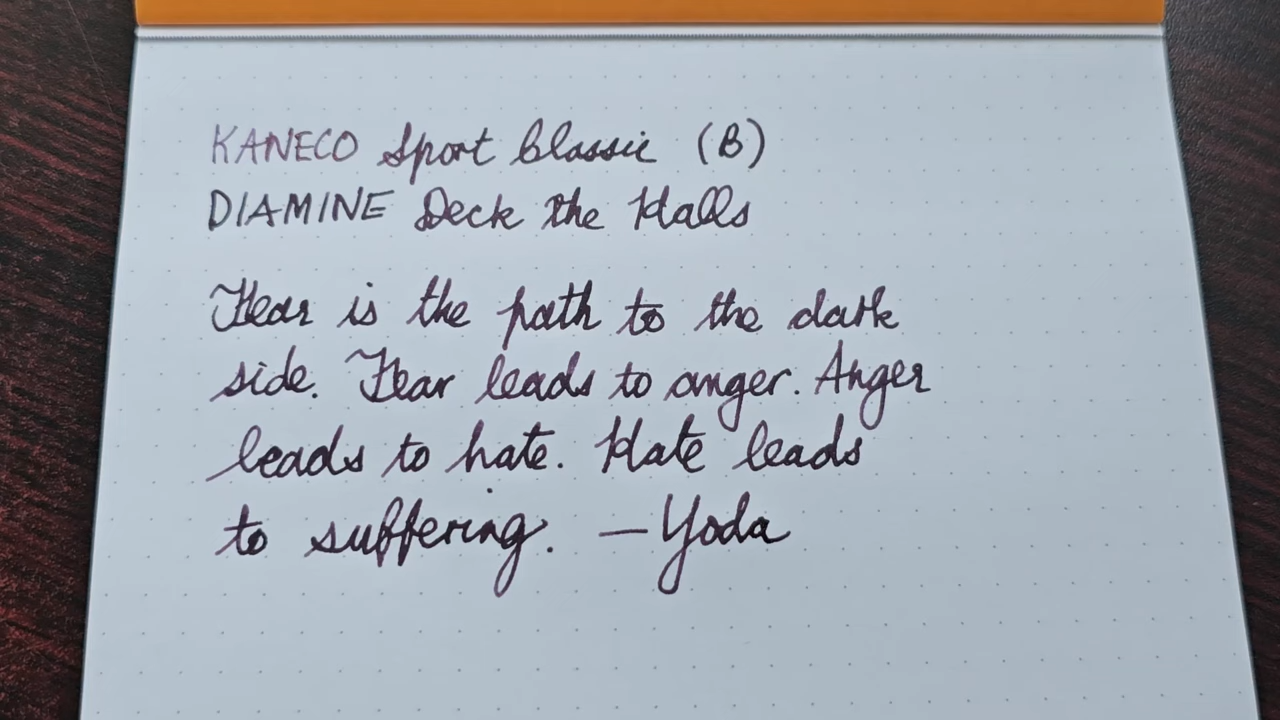 KANECO Sport Classic (B)
DIAMINE Deck the Halls
Fear is the path to the dark
side. Fear leads to anger. Anger
leads to hate. Hate leads
to suffering. — Yoda